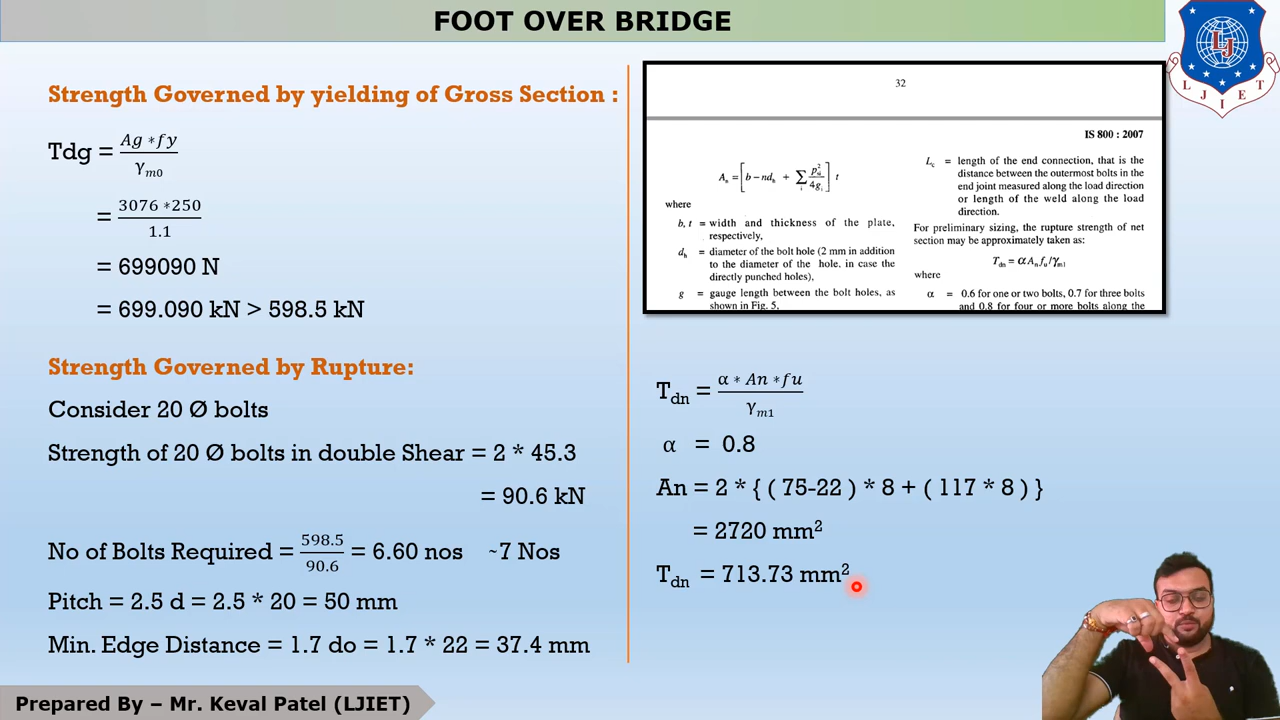 FOOT OVER BRIDGE
LJ
L J I E T
Strength Governed by yielding of Gross Section :
Tdg = Ag *fy / γm0
= 3076 *250 / 1.1
= 699090 N
= 699.090 kN > 598.5 kN
Strength Governed by Rupture:
Consider 20 Ø bolts
Strength of 20 Ø bolts in double Shear = 2 * 45.3
= 90.6 kN
No of Bolts Required = 598.5 / 90.6 = 6.60 nos ~7 Nos
Pitch = 2.5 d = 2.5 * 20 = 50 mm
Min. Edge Distance = 1.7 do = 1.7 * 22 = 37.4 mm
32
IS 800 : 2007
An = [ b − ndh + ∑i psi² / 4gi ] t
where
b, t = width and thickness of the plate,
respectively,
dh = diameter of the bolt hole (2 mm in addition
to the diameter of the hole, in case the
directly punched holes),
g = gauge length between the bolt holes, as
shown in Fig. 5,
Lc = length of the end connection, that is the
distance between the outermost bolts in the
end joint measured along the load direction
or length of the weld along the load
direction.
For preliminary sizing, the rupture strength of net
section may be approximately taken as:
Tdn = αAn fu /γm1
where
α = 0.6 for one or two bolts, 0.7 for three bolts
and 0.8 for four or more bolts along the
Tdn = α * An *fu / γm1
α = 0.8
An = 2 * { ( 75-22 ) * 8 + ( 117 * 8 ) }
= 2720 mm²
Tdn = 713.73 mm²
Prepared By – Mr. Keval Patel (LJIET)